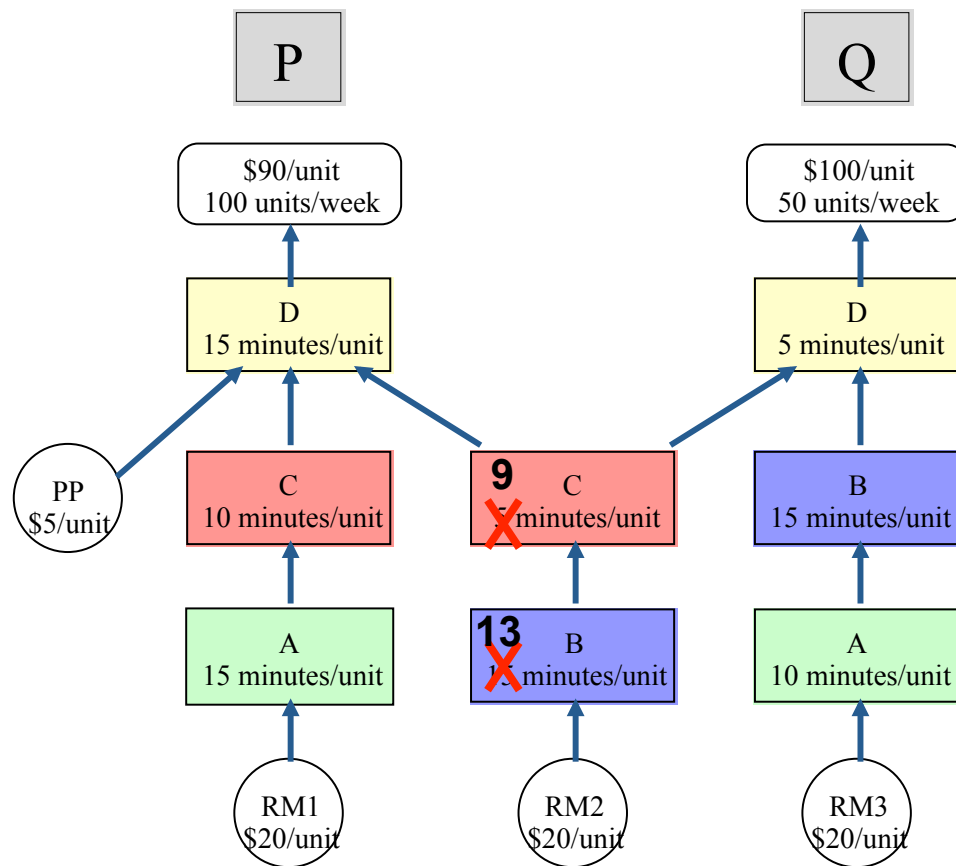 P
Q
$90/unit
100 units/week
$100/unit
50 units/week
D
15 minutes/unit
D
5 minutes/unit
PP
$5/unit
C
10 minutes/unit
9
C
5 minutes/unit
B
15 minutes/unit
A
15 minutes/unit
13
B
15 minutes/unit
A
10 minutes/unit
RM1
$20/unit
RM2
$20/unit
RM3
$20/unit